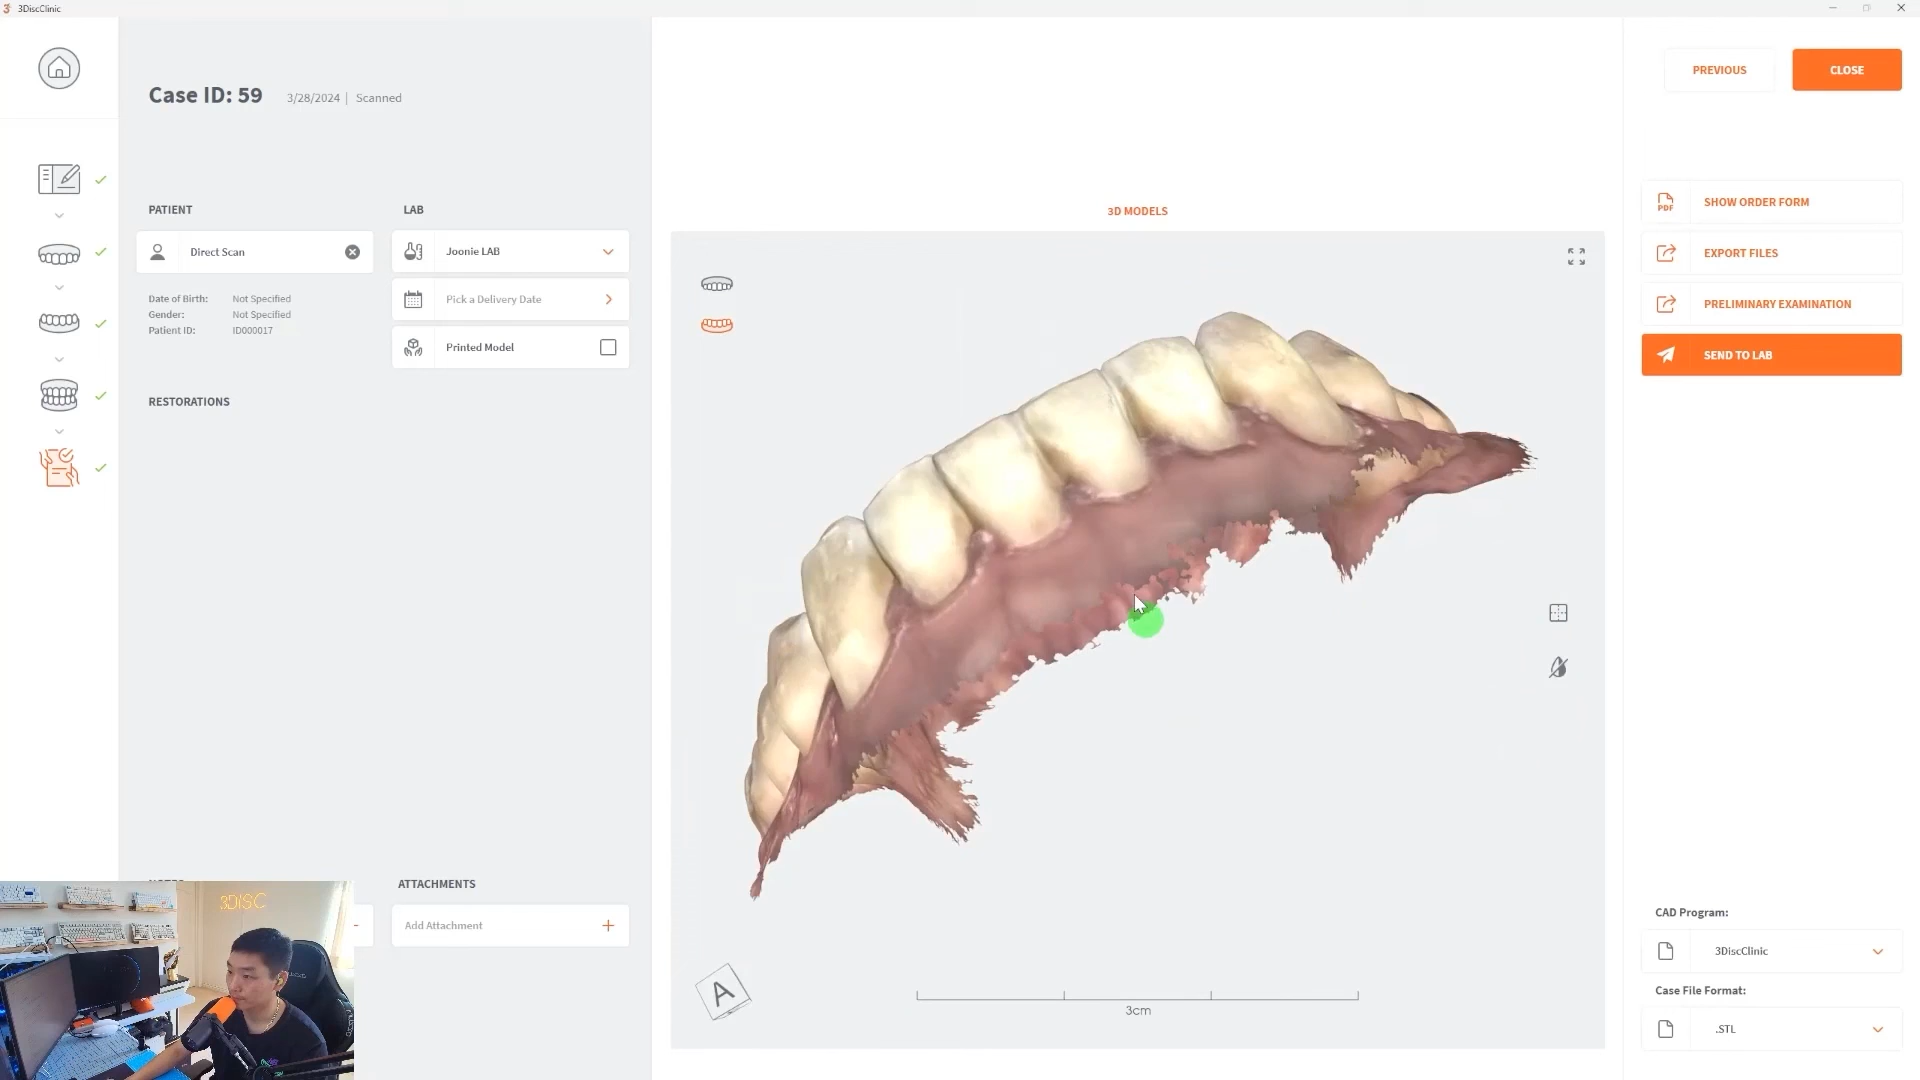 3DiscClinic
Case ID: 59 3/28/2024 | Scanned
PREVIOUS
CLOSE
PATIENT
LAB
Direct Scan
Date of Birth: Not Specified
Gender: Not Specified
Patient ID: ID000017
Joonie LAB
Pick a Delivery Date
Printed Model
RESTORATIONS
ATTACHMENTS
Add Attachment
3D MODELS
A
3cm
PDF
SHOW ORDER FORM
EXPORT FILES
PRELIMINARY EXAMINATION
SEND TO LAB
CAD Program:
3DiscClinic
Case File Format:
.STL
3DISC